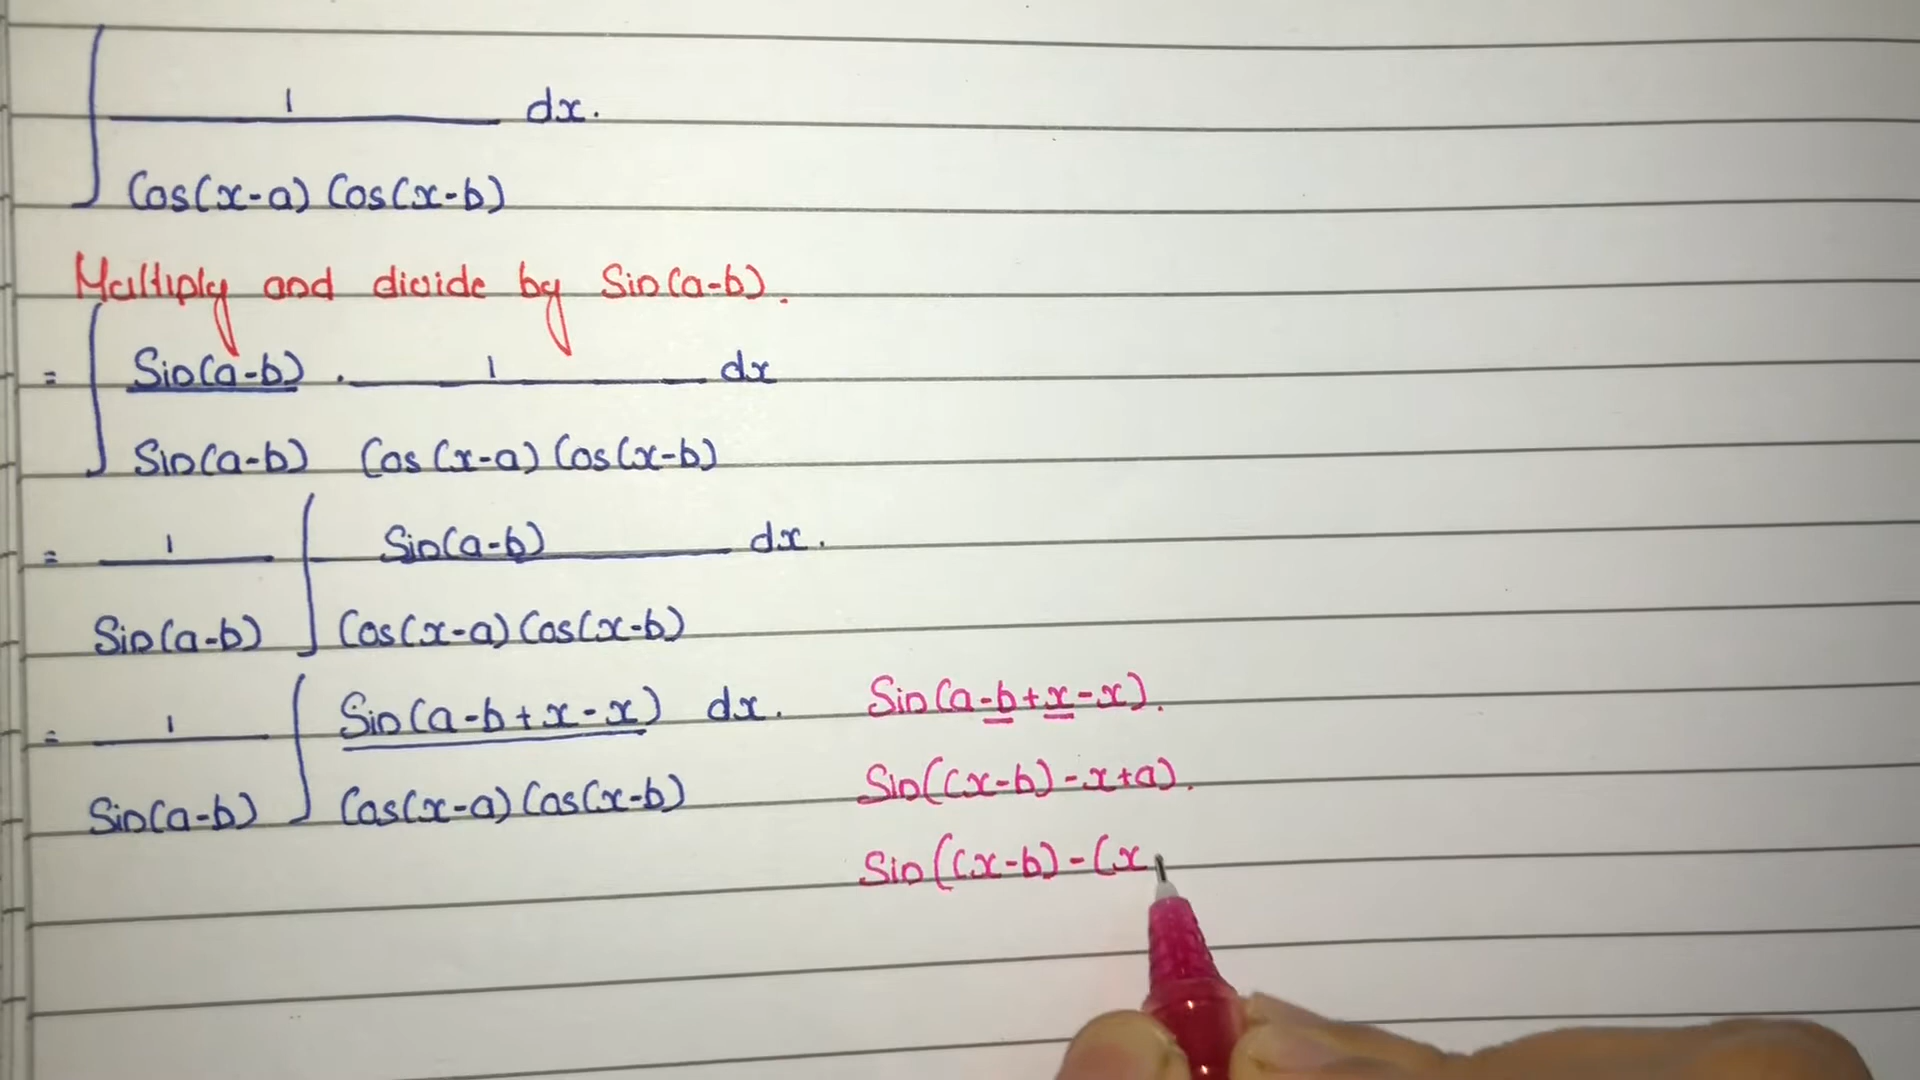 ∫ 1 dx.
Cos(x-a) Cos(x-b)
Multiply and divide by Sin(a-b).
= ∫ Sin(a-b) . 1 dx
Sin(a-b) Cos(x-a) Cos(x-b)
= 1 ∫ Sin(a-b) dx.
Sin(a-b) Cos(x-a) Cos(x-b)
= 1 ∫ Sin(a-b+x-x) dx.
Sin(a-b) Cos(x-a) Cos(x-b)
Sin(a-b+x-x).
Sin((x-b)-x+a).
Sin((x-b)-(x